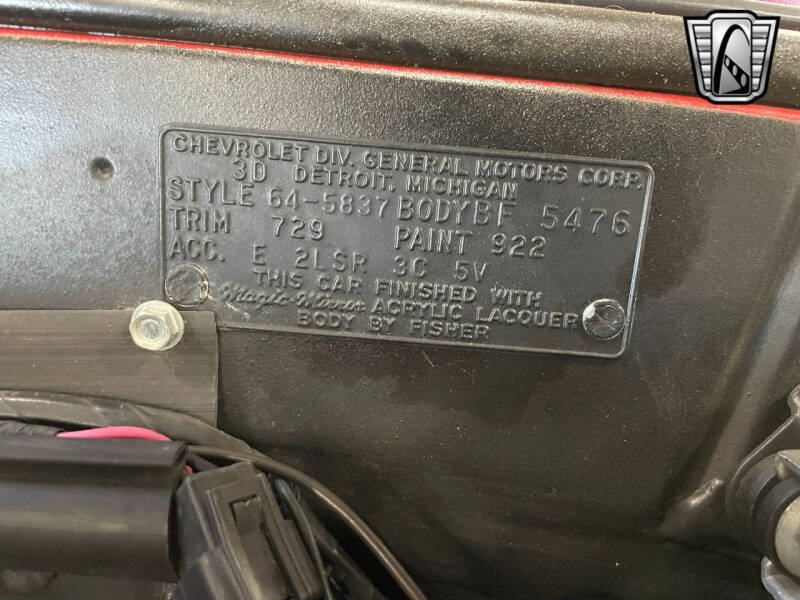 CHEVROLET DIV. GENERAL MOTORS CORP.
3D DETROIT, MICHIGAN
STYLE 64-5837 BODY BF 5476
TRIM 729 PAINT 922
ACC. E 2LSR 3C 5V
THIS CAR FINISHED WITH
Magic-Mirror ACRYLIC LACQUER
BODY BY FISHER